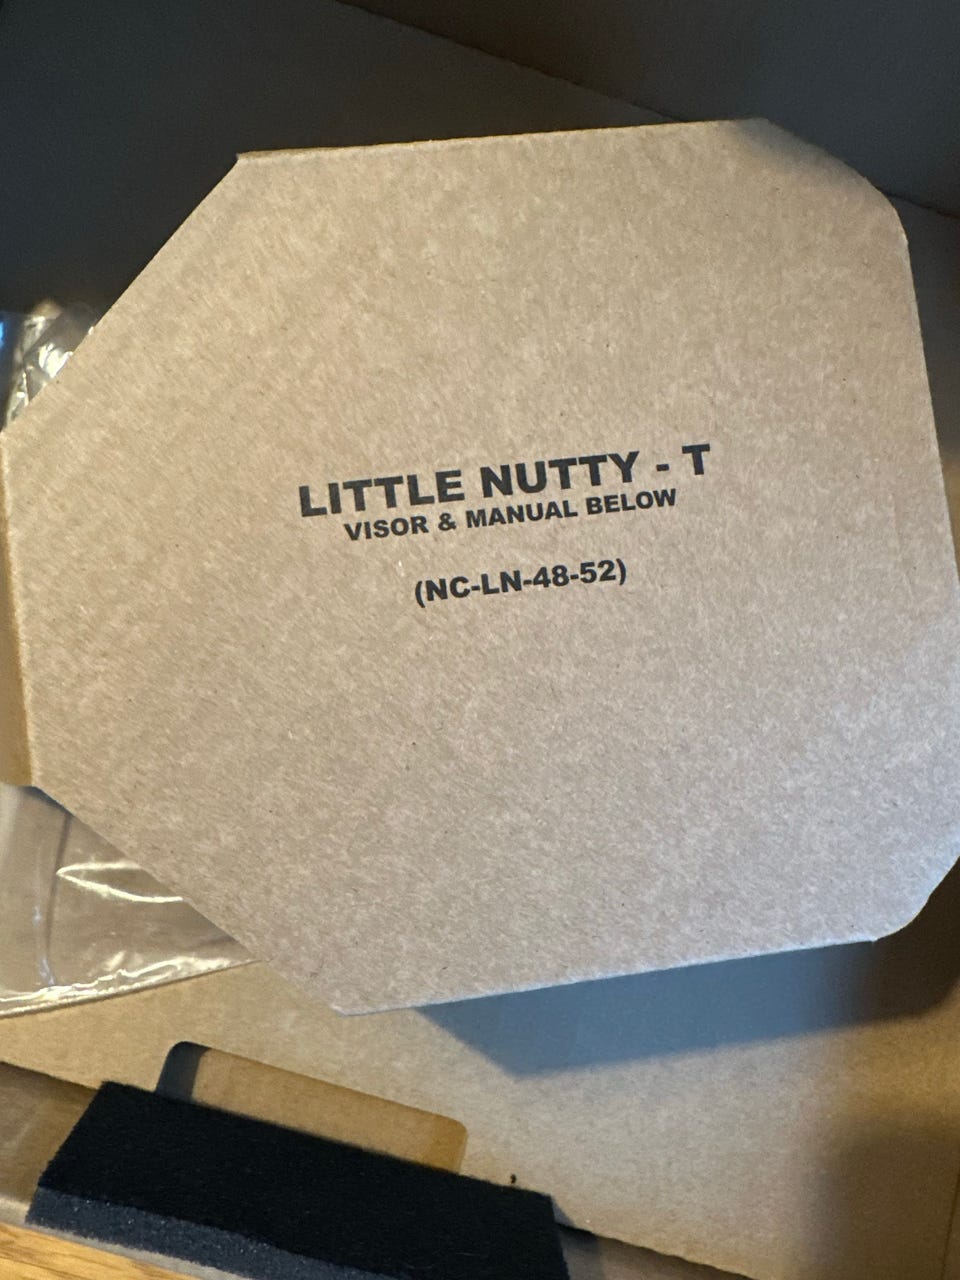 LITTLE NUTTY - T
VISOR & MANUAL BELOW
(NC-LN-48-52)